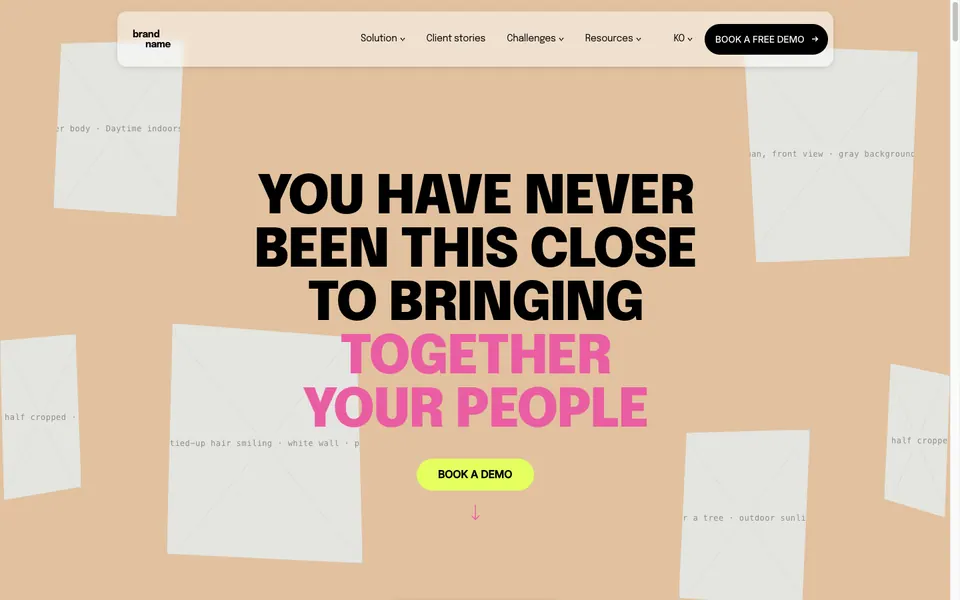 brand
name
Solution
Client stories
Challenges
Resources
KO
BOOK A FREE DEMO →
er body · Daytime indoors
an, front view · gray background
YOU HAVE NEVER
BEEN THIS CLOSE
TO BRINGING
TOGETHER
YOUR PEOPLE
half cropped ·
tied-up hair smiling · white wall · p
half croppe
BOOK A DEMO
r a tree · outdoor sunli